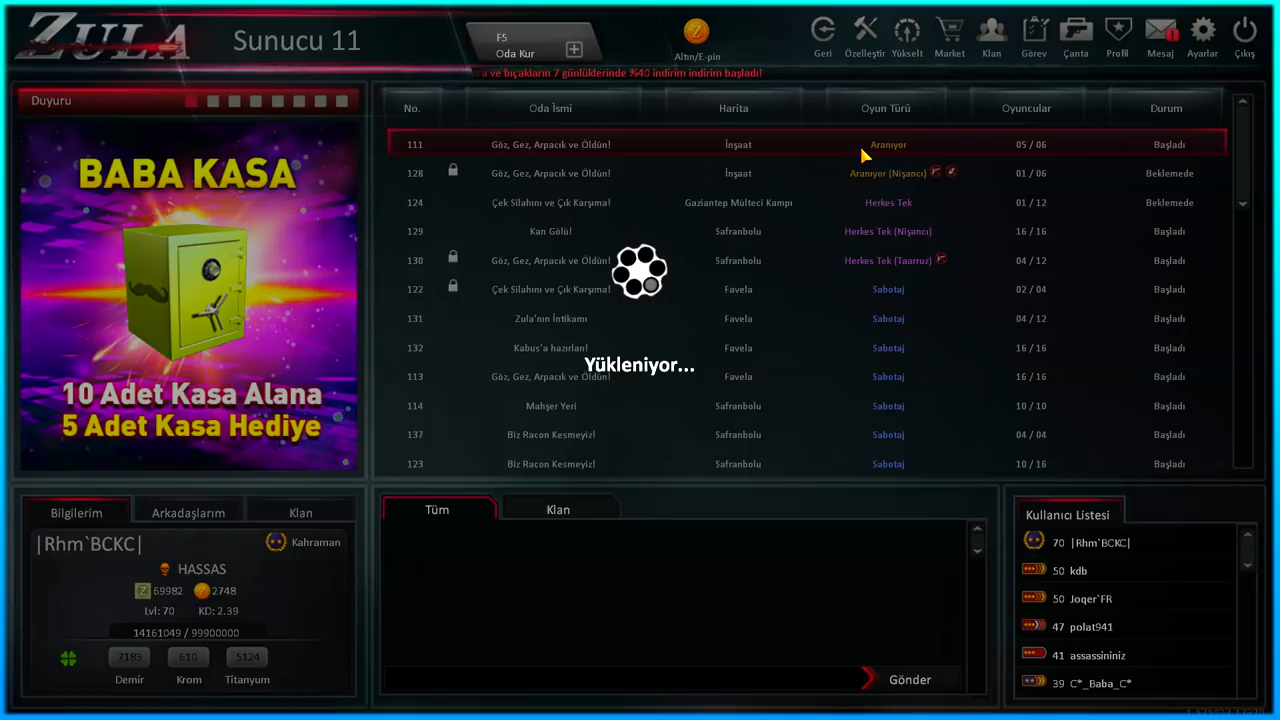 ZULA
Sunucu 11
F5
Oda Kur
Altın/E-pin
Geri
Özelleştir
Yükselt
Market
Klan
Görev
Çanta
Profil
Mesaj
Ayarlar
Çıkış
ca ve bıçakların 7 günlüklerinde %40 indirim indirim başladı!
Duyuru
BABA KASA
10 Adet Kasa Alana
5 Adet Kasa Hediye
No. Oda İsmi Harita Oyun Türü Oyuncular Durum
111 Göz, Gez, Arpacık ve Öldün! İnşaat Aranıyor 05 / 06 Başladı
128 Göz, Gez, Arpacık ve Öldün! İnşaat Aranıyor (Nişancı) 01 / 06 Beklemede
124 Çek Silahını ve Çık Karşıma! Gaziantep Mülteci Kampı Herkes Tek 01 / 12 Beklemede
129 Kan Gölü! Safranbolu Herkes Tek (Nişancı) 16 / 16 Başladı
130 Göz, Gez, Arpacık ve Öldün! Safranbolu Herkes Tek (Taarruz) 04 / 12 Başladı
122 Çek Silahını ve Çık Karşıma! Favela Sabotaj 02 / 04 Başladı
131 Zula'nın İntikamı Favela Sabotaj 04 / 12 Başladı
132 Kabus'a hazırlan! Favela Sabotaj 16 / 16 Başladı
113 Göz, Gez, Arpacık ve Öldün! Favela Sabotaj 16 / 16 Başladı
114 Mahşer Yeri Safranbolu Sabotaj 10 / 10 Başladı
137 Biz Racon Kesmeyiz! Safranbolu Sabotaj 04 / 04 Başladı
123 Biz Racon Kesmeyiz! Safranbolu Sabotaj 10 / 16 Başladı
Yükleniyor...
Bilgilerim Arkadaşlarım Klan
|Rhm`BCKC| Kahraman
HASSAS
69982 2748
Lvl: 70 KD: 2.39
14161049 / 99900000
7183 610 5124
Demir Krom Titanyum
Tüm Klan
Gönder
Kullanıcı Listesi
70 |Rhm`BCKC|
50 kdb
50 Joqer`FR
47 polat941
41 assassininiz
39 C*_Baba_C*